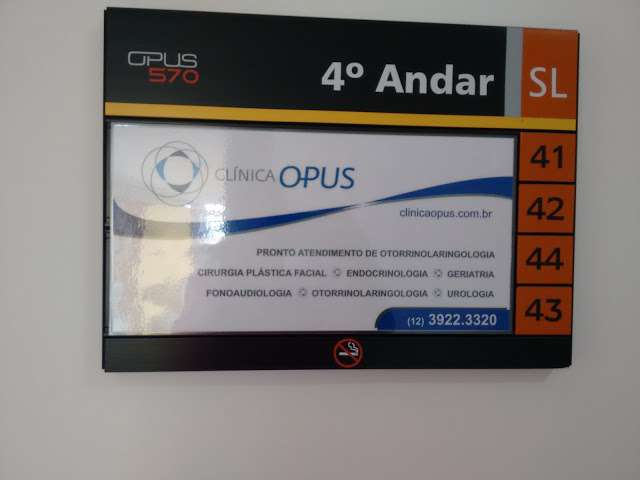 OPUS
570
4º Andar
SL
CLÍNICA OPUS
clinicaopus.com.br
PRONTO ATENDIMENTO DE OTORRINOLARINGOLOGIA
CIRURGIA PLÁSTICA FACIAL ENDOCRINOLOGIA GERIATRIA
FONOAUDIOLOGIA OTORRINOLARINGOLOGIA UROLOGIA
(12) 3922.3320
41
42
44
43